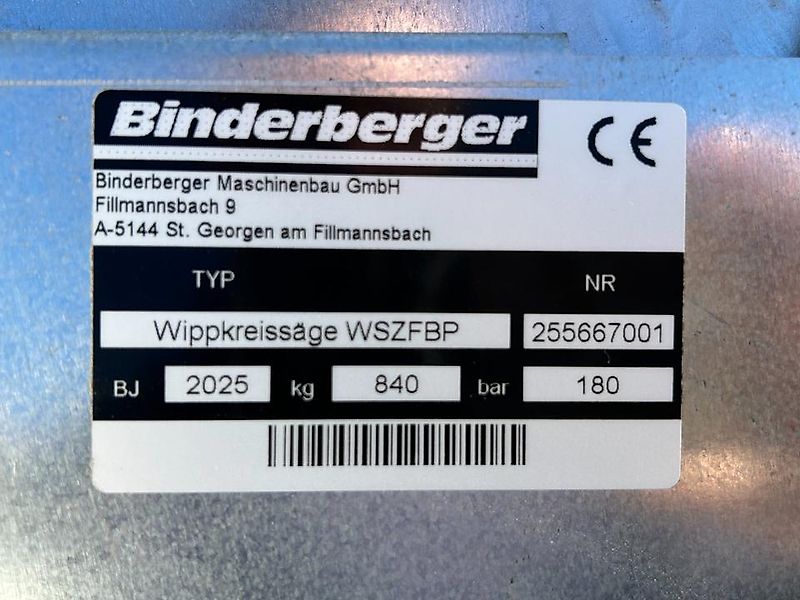 Binderberger
CE
Binderberger Maschinenbau GmbH
Fillmannsbach 9
A-5144 St. Georgen am Fillmannsbach
TYP NR
Wippkreissäge WSZFBP 255667001
BJ 2025 kg 840 bar 180